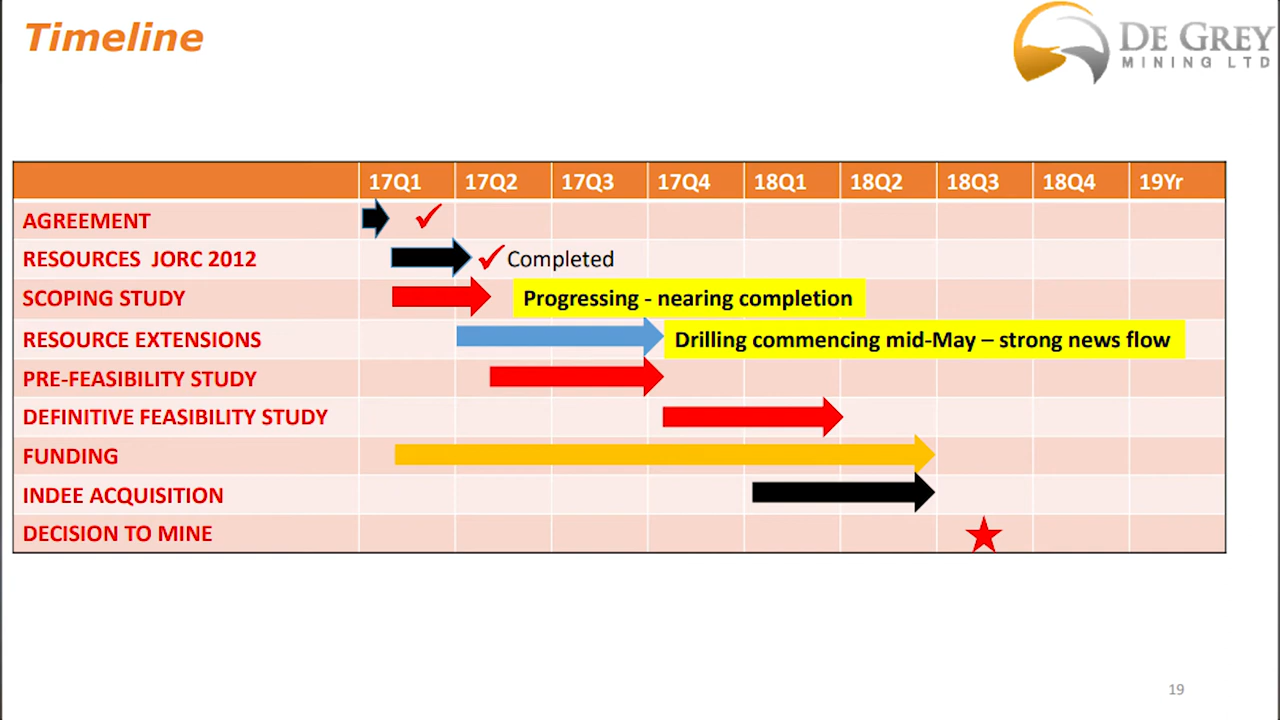 Timeline
DE GREY
MINING LTD
17Q1 17Q2 17Q3 17Q4 18Q1 18Q2 18Q3 18Q4 19Yr
AGREEMENT
RESOURCES JORC 2012 Completed
SCOPING STUDY Progressing - nearing completion
RESOURCE EXTENSIONS Drilling commencing mid-May – strong news flow
PRE-FEASIBILITY STUDY
DEFINITIVE FEASIBILITY STUDY
FUNDING
INDEE ACQUISITION
DECISION TO MINE
19